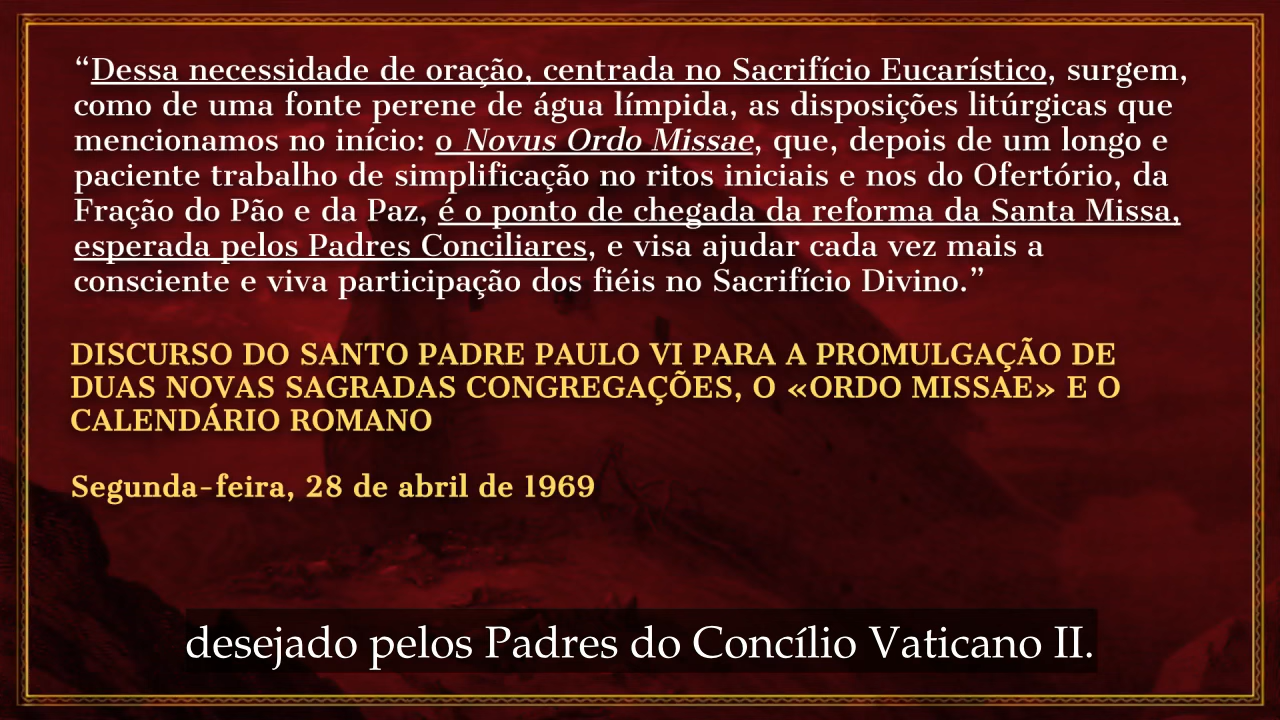 “Dessa necessidade de oração, centrada no Sacrifício Eucarístico, surgem,
como de uma fonte perene de água límpida, as disposições litúrgicas que
mencionamos no início: o Novus Ordo Missae, que, depois de um longo e
paciente trabalho de simplificação no ritos iniciais e nos do Ofertório, da
Fração do Pão e da Paz, é o ponto de chegada da reforma da Santa Missa,
esperada pelos Padres Conciliares, e visa ajudar cada vez mais a
consciente e viva participação dos fiéis no Sacrifício Divino.”
DISCURSO DO SANTO PADRE PAULO VI PARA A PROMULGAÇÃO DE
DUAS NOVAS SAGRADAS CONGREGAÇÕES, O «ORDO MISSAE» E O
CALENDÁRIO ROMANO
Segunda-feira, 28 de abril de 1969
desejado pelos Padres do Concílio Vaticano II.